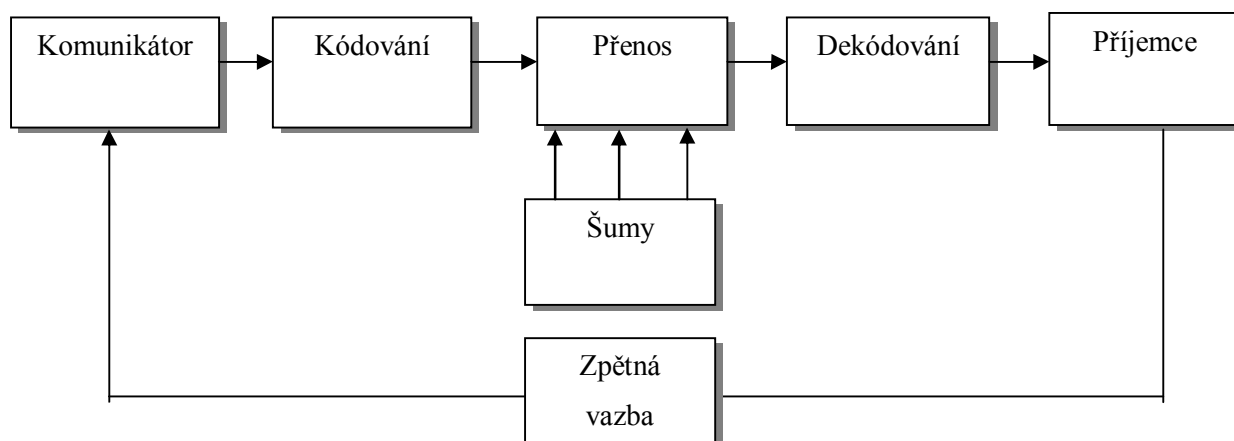 Komunikátor
Kódování
Přenos
Dekódování
Příjemce
Šumy
Zpětná
vazba